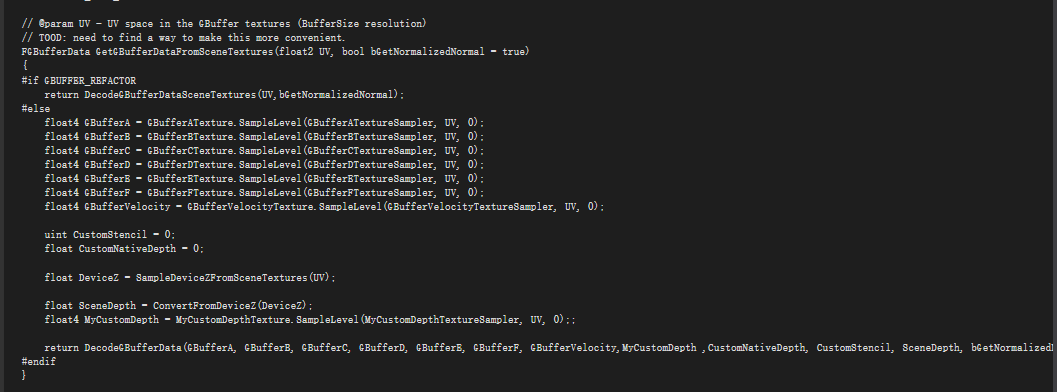 // @param UV - UV space in the GBuffer textures (BufferSize resolution)
// TOOD: need to find a way to make this more convenient.
FGBufferData GetGBufferDataFromSceneTextures(float2 UV, bool bGetNormalizedNormal = true)
{
#if GBUFFER_REFACTOR
return DecodeGBufferDataSceneTextures(UV,bGetNormalizedNormal);
#else
float4 GBufferA = GBufferATexture.SampleLevel(GBufferATextureSampler, UV, 0);
float4 GBufferB = GBufferBTexture.SampleLevel(GBufferBTextureSampler, UV, 0);
float4 GBufferC = GBufferCTexture.SampleLevel(GBufferCTextureSampler, UV, 0);
float4 GBufferD = GBufferDTexture.SampleLevel(GBufferDTextureSampler, UV, 0);
float4 GBufferE = GBufferETexture.SampleLevel(GBufferETextureSampler, UV, 0);
float4 GBufferF = GBufferFTexture.SampleLevel(GBufferFTextureSampler, UV, 0);
float4 GBufferVelocity = GBufferVelocityTexture.SampleLevel(GBufferVelocityTextureSampler, UV, 0);
uint CustomStencil = 0;
float CustomNativeDepth = 0;
float DeviceZ = SampleDeviceZFromSceneTextures(UV);
float SceneDepth = ConvertFromDeviceZ(DeviceZ);
float4 MyCustomDepth = MyCustomDepthTexture.SampleLevel(MyCustomDepthTextureSampler, UV, 0);;
return DecodeGBufferData(GBufferA, GBufferB, GBufferC, GBufferD, GBufferE, GBufferF, GBufferVelocity,MyCustomDepth ,CustomNativeDepth, CustomStencil, SceneDepth, bGetNormalized
#endif
}